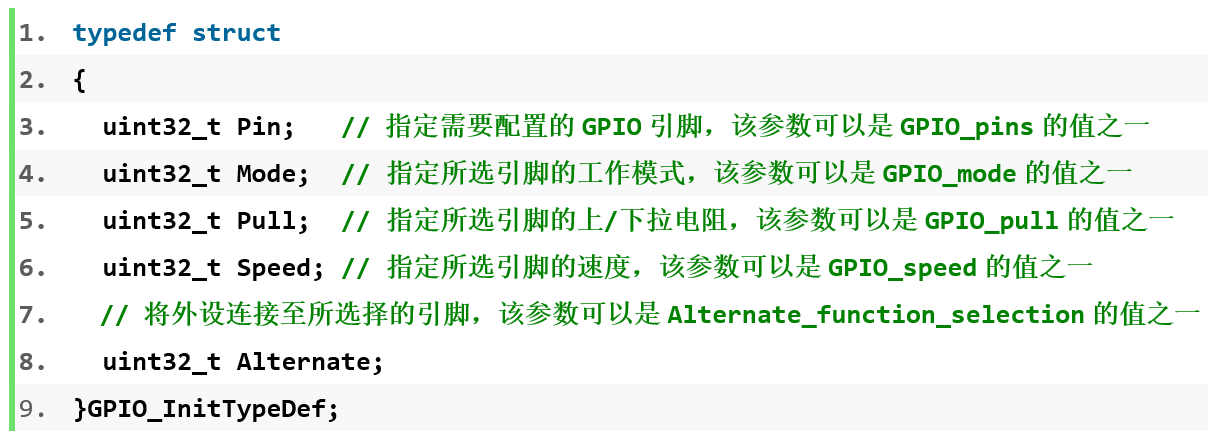 1. typedef struct
2. {
3. uint32_t Pin; // 指定需要配置的 GPIO 引脚，该参数可以是 GPIO_pins 的值之一
4. uint32_t Mode; // 指定所选引脚的工作模式，该参数可以是 GPIO_mode 的值之一
5. uint32_t Pull; // 指定所选引脚的上/下拉电阻，该参数可以是 GPIO_pull 的值之一
6. uint32_t Speed; // 指定所选引脚的速度，该参数可以是 GPIO_speed 的值之一
7. // 将外设连接至所选择的引脚，该参数可以是 Alternate_function_selection 的值之一
8. uint32_t Alternate;
9. }GPIO_InitTypeDef;